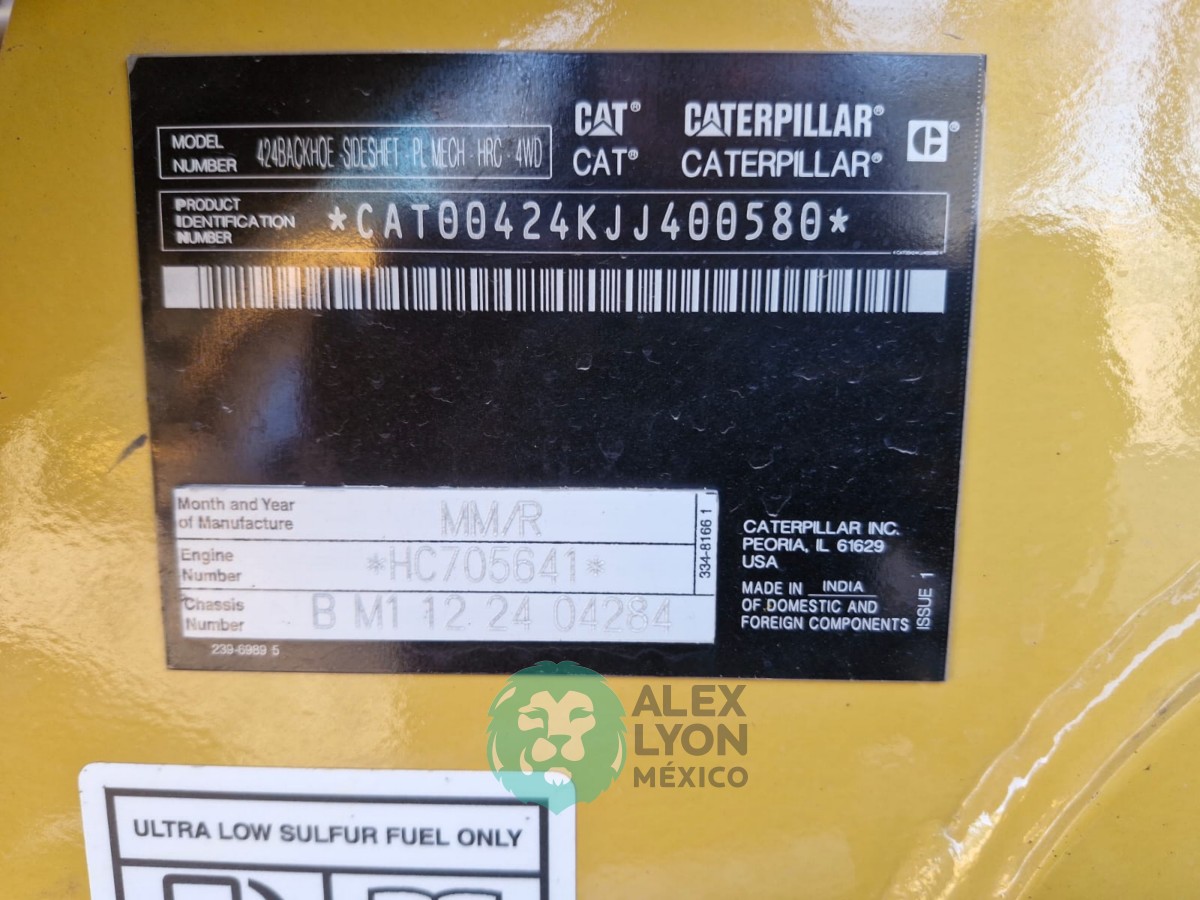 MODEL
NUMBER
424BACKHOE - SIDESHIFT - PL MECH - HRC - 4WD
CAT® CATERPILLAR®
CAT® CATERPILLAR®
PRODUCT
IDENTIFICATION
NUMBER
*CAT00424KJJ400580*
Month and Year
of Manufacture
MM/R
Engine
Number
*HC705641*
Chassis
Number
B M1 12 24 04284
334-8166 1
239-6989 5
CATERPILLAR INC.
PEORIA, IL 61629
USA
MADE IN INDIA
OF DOMESTIC AND
FOREIGN COMPONENTS
ISSUE 1
ALEX
LYON
MÉXICO
ULTRA LOW SULFUR FUEL ONLY